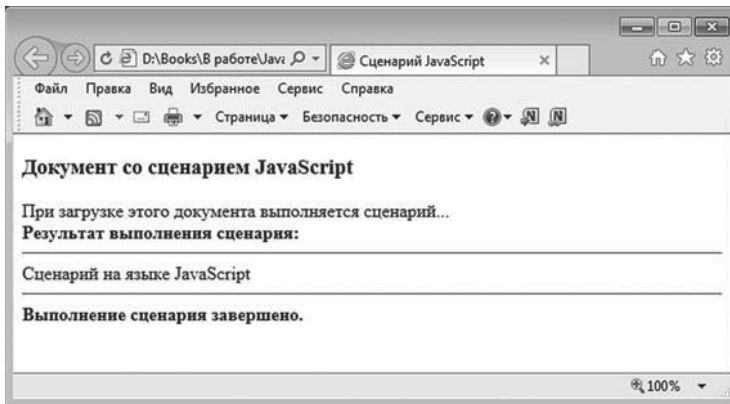 D:\Books\В работе\Java
Сценарий JavaScript
Файл Правка Вид Избранное Сервис Справка
Страница Безопасность Сервис
Документ со сценарием JavaScript
При загрузке этого документа выполняется сценарий...
Результат выполнения сценария:
Сценарий на языке JavaScript
Выполнение сценария завершено.
100%